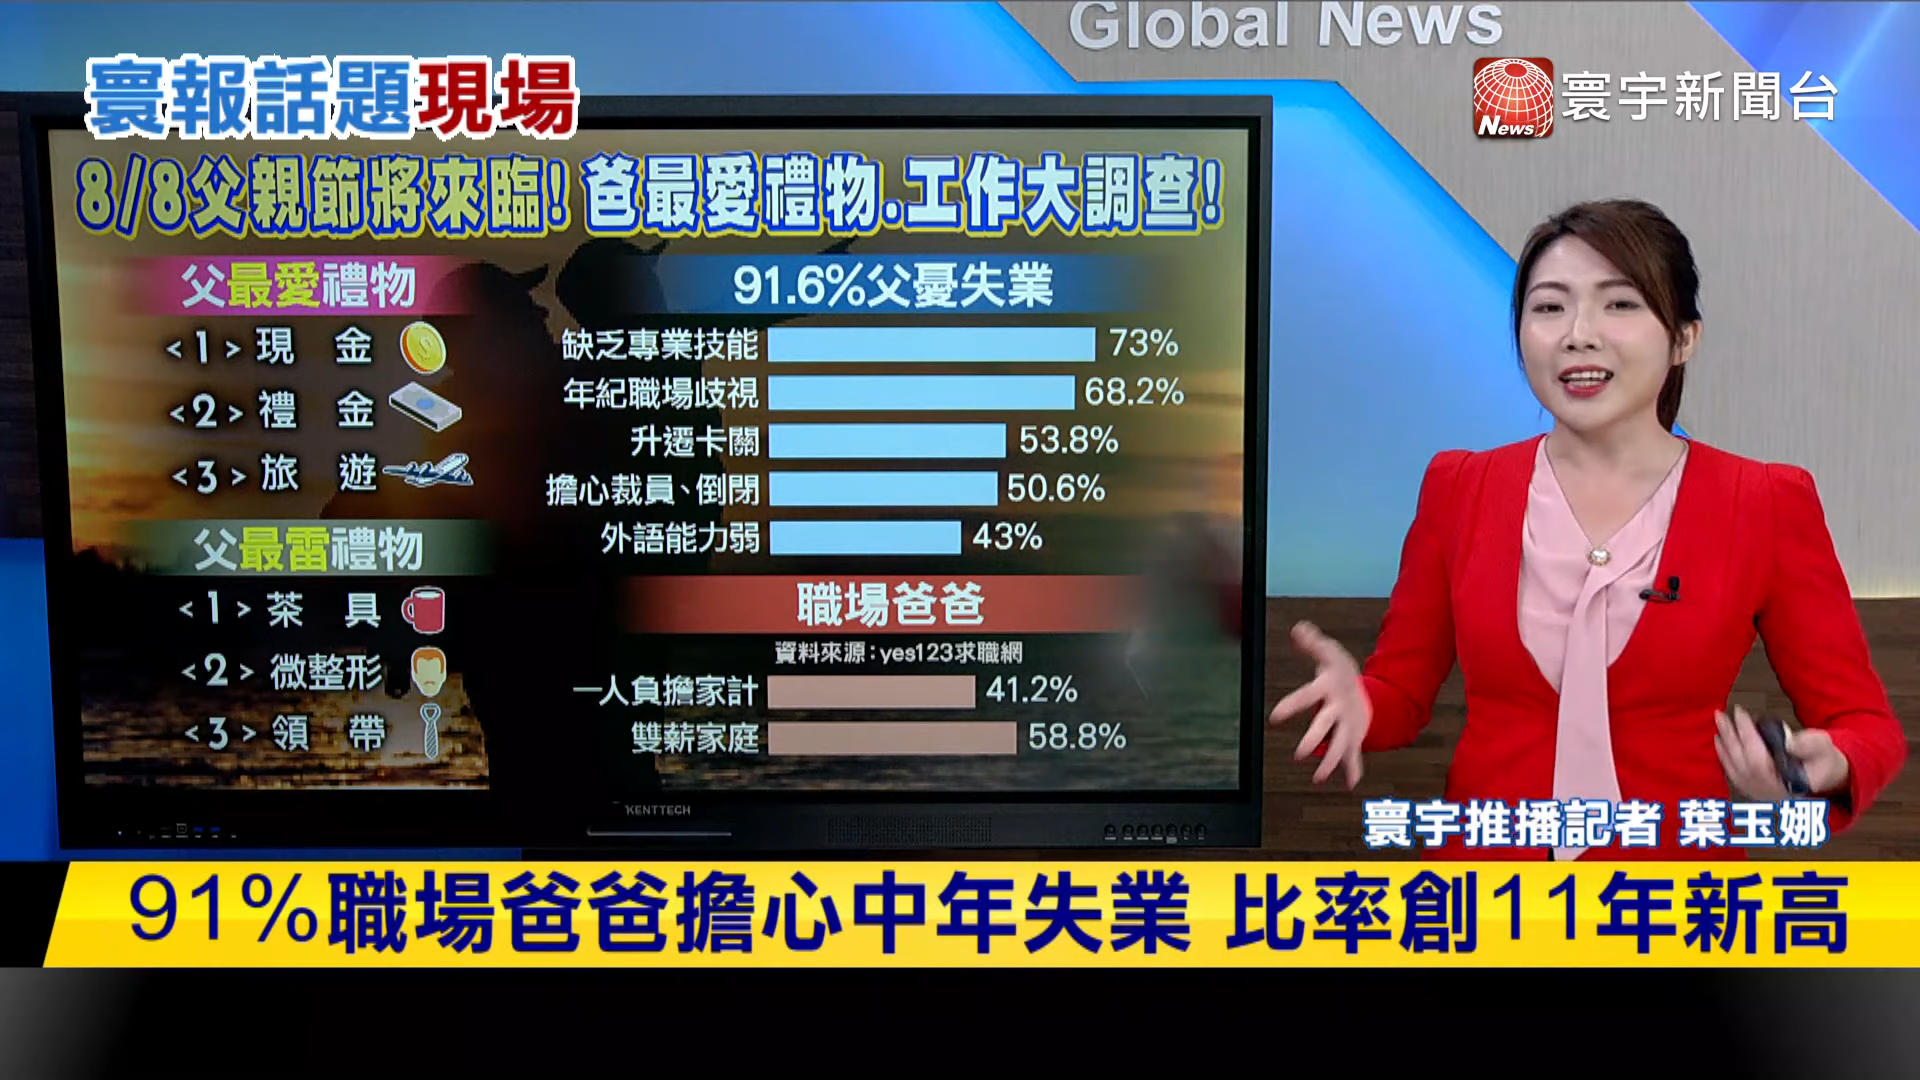 Global News
寰報話題現場
News 寰宇新聞台
8/8父親節將來臨! 爸最愛禮物.工作大調查!
父最愛禮物
<1>現 金
<2>禮 金
<3>旅 遊
父最雷禮物
<1>茶 具
<2>微整形
<3>領 帶
91.6%父憂失業
缺乏專業技能 73%
年紀職場歧視 68.2%
升遷卡關 53.8%
擔心裁員、倒閉 50.6%
外語能力弱 43%
職場爸爸
資料來源:yes123求職網
一人負擔家計 41.2%
雙薪家庭 58.8%
KENTTECH
寰宇推播記者 葉玉娜
91%職場爸爸擔心中年失業 比率創11年新高